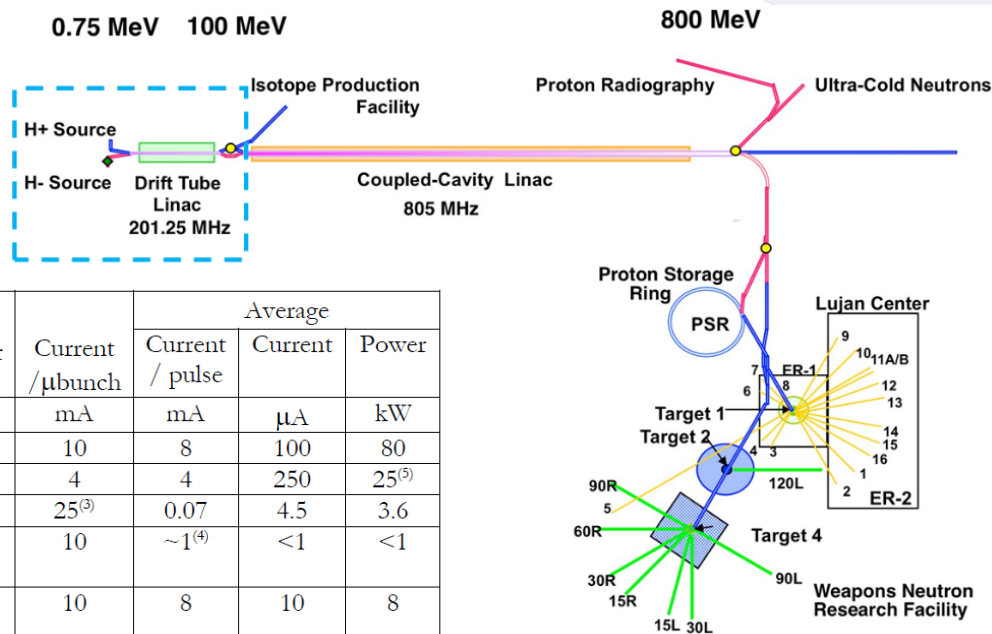 0.75 MeV 100 MeV
800 MeV
Isotope Production
Facility
Proton Radiography
Ultra-Cold Neutrons
H+ Source
H- Source
Drift Tube
Linac
201.25 MHz
Coupled-Cavity Linac
805 MHz
Proton Storage
Ring
PSR
Lujan Center
9
10
11A/B
12
13
14
15
16
1
2
ER-2
7
ER-1
8
6
Target 1
Target 2
4
3
120L
90R
5
60R
Target 4
30R
15R
15L
30L
90L
Weapons Neutron
Research Facility
Average
Current
/μbunch
Current
/ pulse
Current
Power
mA mA μA kW
10 8 100 80
4 4 250 25(5)
25(3) 0.07 4.5 3.6
10 ~1(4) <1 <1
10 8 10 8